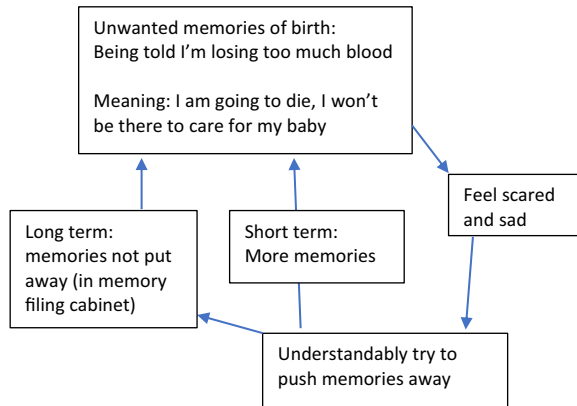 Unwanted memories of birth:
Being told I’m losing too much blood
Meaning: I am going to die, I won’t
be there to care for my baby
Feel scared
and sad
Long term:
memories not put
away (in memory
filing cabinet)
Short term:
More memories
Understandably try to
push memories away